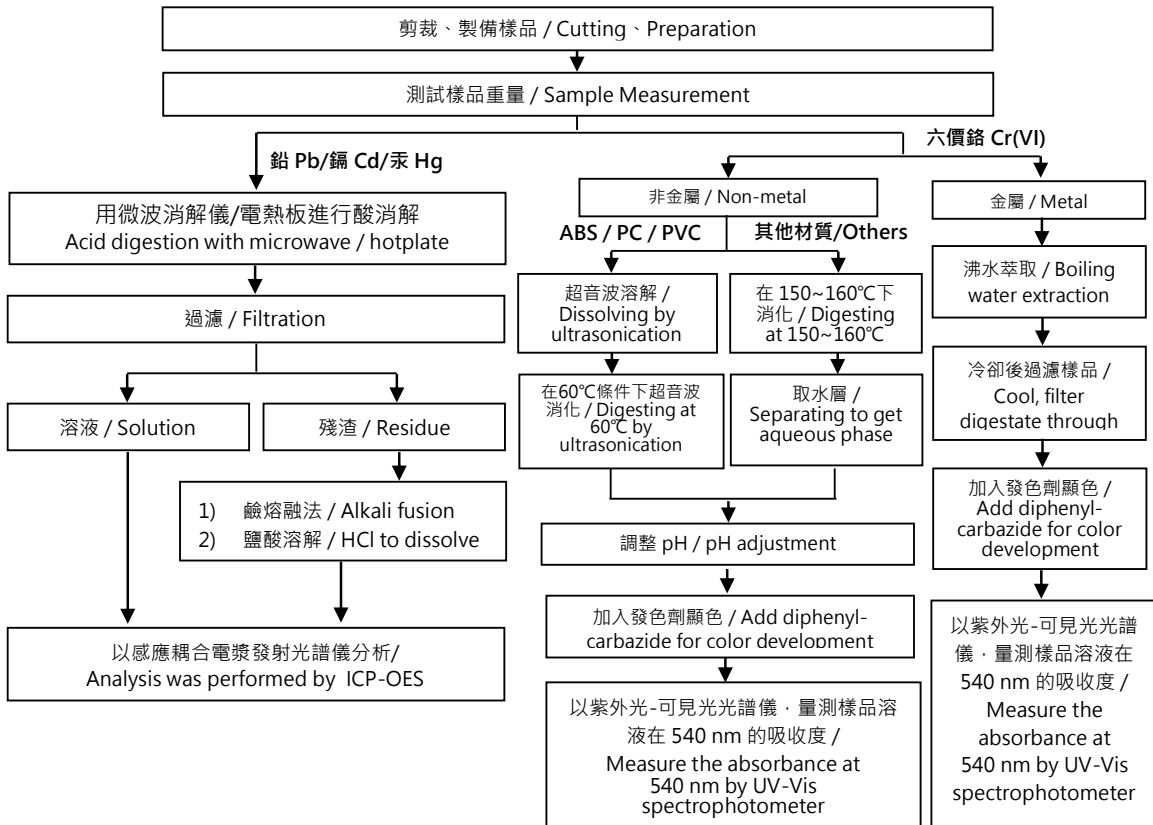 剪裁、製備樣品 / Cutting、Preparation
測試樣品重量 / Sample Measurement
鉛 Pb/鎘 Cd/汞 Hg
六價鉻 Cr(VI)
用微波消解儀/電熱板進行酸消解
Acid digestion with microwave / hotplate
過濾 / Filtration
溶液 / Solution
殘渣 / Residue
1) 鹼熔融法 / Alkali fusion
2) 鹽酸溶解 / HCl to dissolve
以感應耦合電漿發射光譜儀分析/
Analysis was performed by ICP-OES
非金屬 / Non-metal
ABS / PC / PVC
其他材質/Others
超音波溶解 /
Dissolving by
ultrasonication
在60℃條件下超音波
消化 / Digesting at
60℃ by
ultrasonication
在 150~160℃下
消化 / Digesting
at 150~160℃
取水層 /
Separating to get
aqueous phase
調整 pH / pH adjustment
加入發色劑顯色 / Add diphenyl-
carbazide for color development
以紫外光-可見光光譜儀﹐量測樣品溶
液在 540 nm 的吸收度 /
Measure the absorbance at
540 nm by UV-Vis
spectrophotometer
金屬 / Metal
沸水萃取 / Boiling
water extraction
冷卻後過濾樣品 /
Cool, filter
digestate through
加入發色劑顯色 /
Add diphenyl-
carbazide for color
development
以紫外光-可見光光譜
儀﹐量測樣品溶液在
540 nm 的吸收度 /
Measure the
absorbance at
540 nm by UV-Vis
spectrophotometer